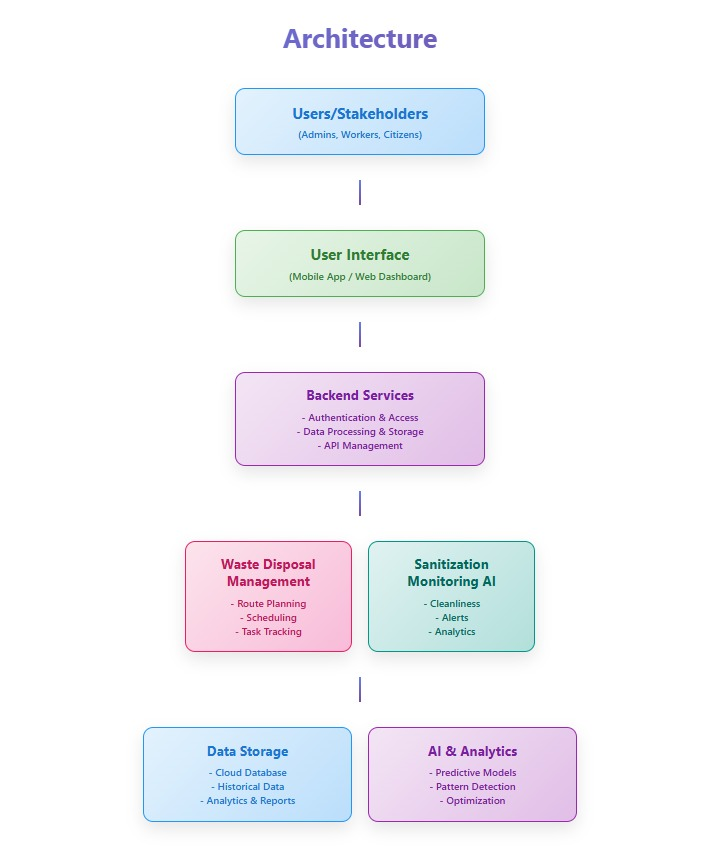 Architecture
Users/Stakeholders
(Admins, Workers, Citizens)
User Interface
(Mobile App / Web Dashboard)
Backend Services
- Authentication & Access
- Data Processing & Storage
- API Management
Waste Disposal
Management
- Route Planning
- Scheduling
- Task Tracking
Sanitization
Monitoring AI
- Cleanliness
- Alerts
- Analytics
Data Storage
- Cloud Database
- Historical Data
- Analytics & Reports
AI & Analytics
- Predictive Models
- Pattern Detection
- Optimization